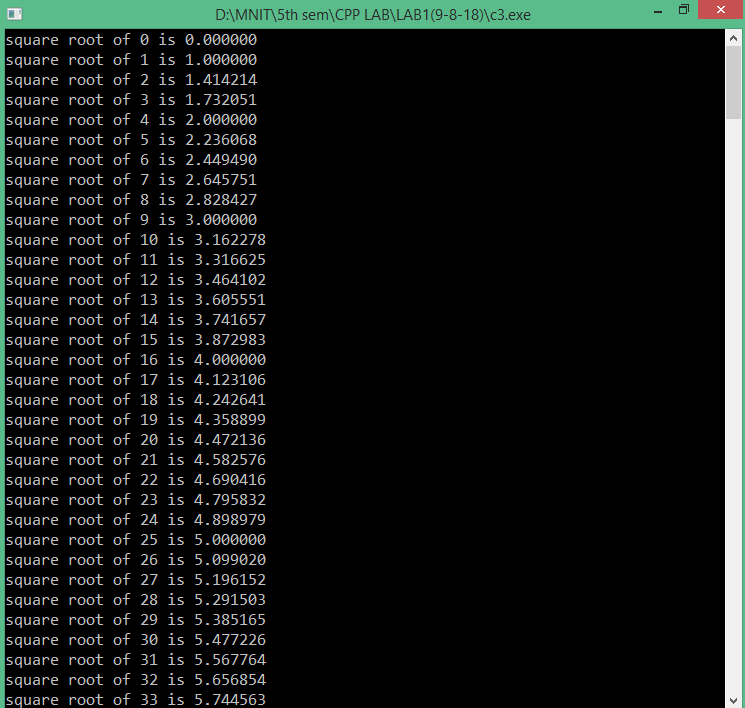 D:\MNIT\5th sem\CPP LAB\LAB1(9-8-18)\c3.exe
square root of 0 is 0.000000
square root of 1 is 1.000000
square root of 2 is 1.414214
square root of 3 is 1.732051
square root of 4 is 2.000000
square root of 5 is 2.236068
square root of 6 is 2.449490
square root of 7 is 2.645751
square root of 8 is 2.828427
square root of 9 is 3.000000
square root of 10 is 3.162278
square root of 11 is 3.316625
square root of 12 is 3.464102
square root of 13 is 3.605551
square root of 14 is 3.741657
square root of 15 is 3.872983
square root of 16 is 4.000000
square root of 17 is 4.123106
square root of 18 is 4.242641
square root of 19 is 4.358899
square root of 20 is 4.472136
square root of 21 is 4.582576
square root of 22 is 4.690416
square root of 23 is 4.795832
square root of 24 is 4.898979
square root of 25 is 5.000000
square root of 26 is 5.099020
square root of 27 is 5.196152
square root of 28 is 5.291503
square root of 29 is 5.385165
square root of 30 is 5.477226
square root of 31 is 5.567764
square root of 32 is 5.656854
square root of 33 is 5.744563